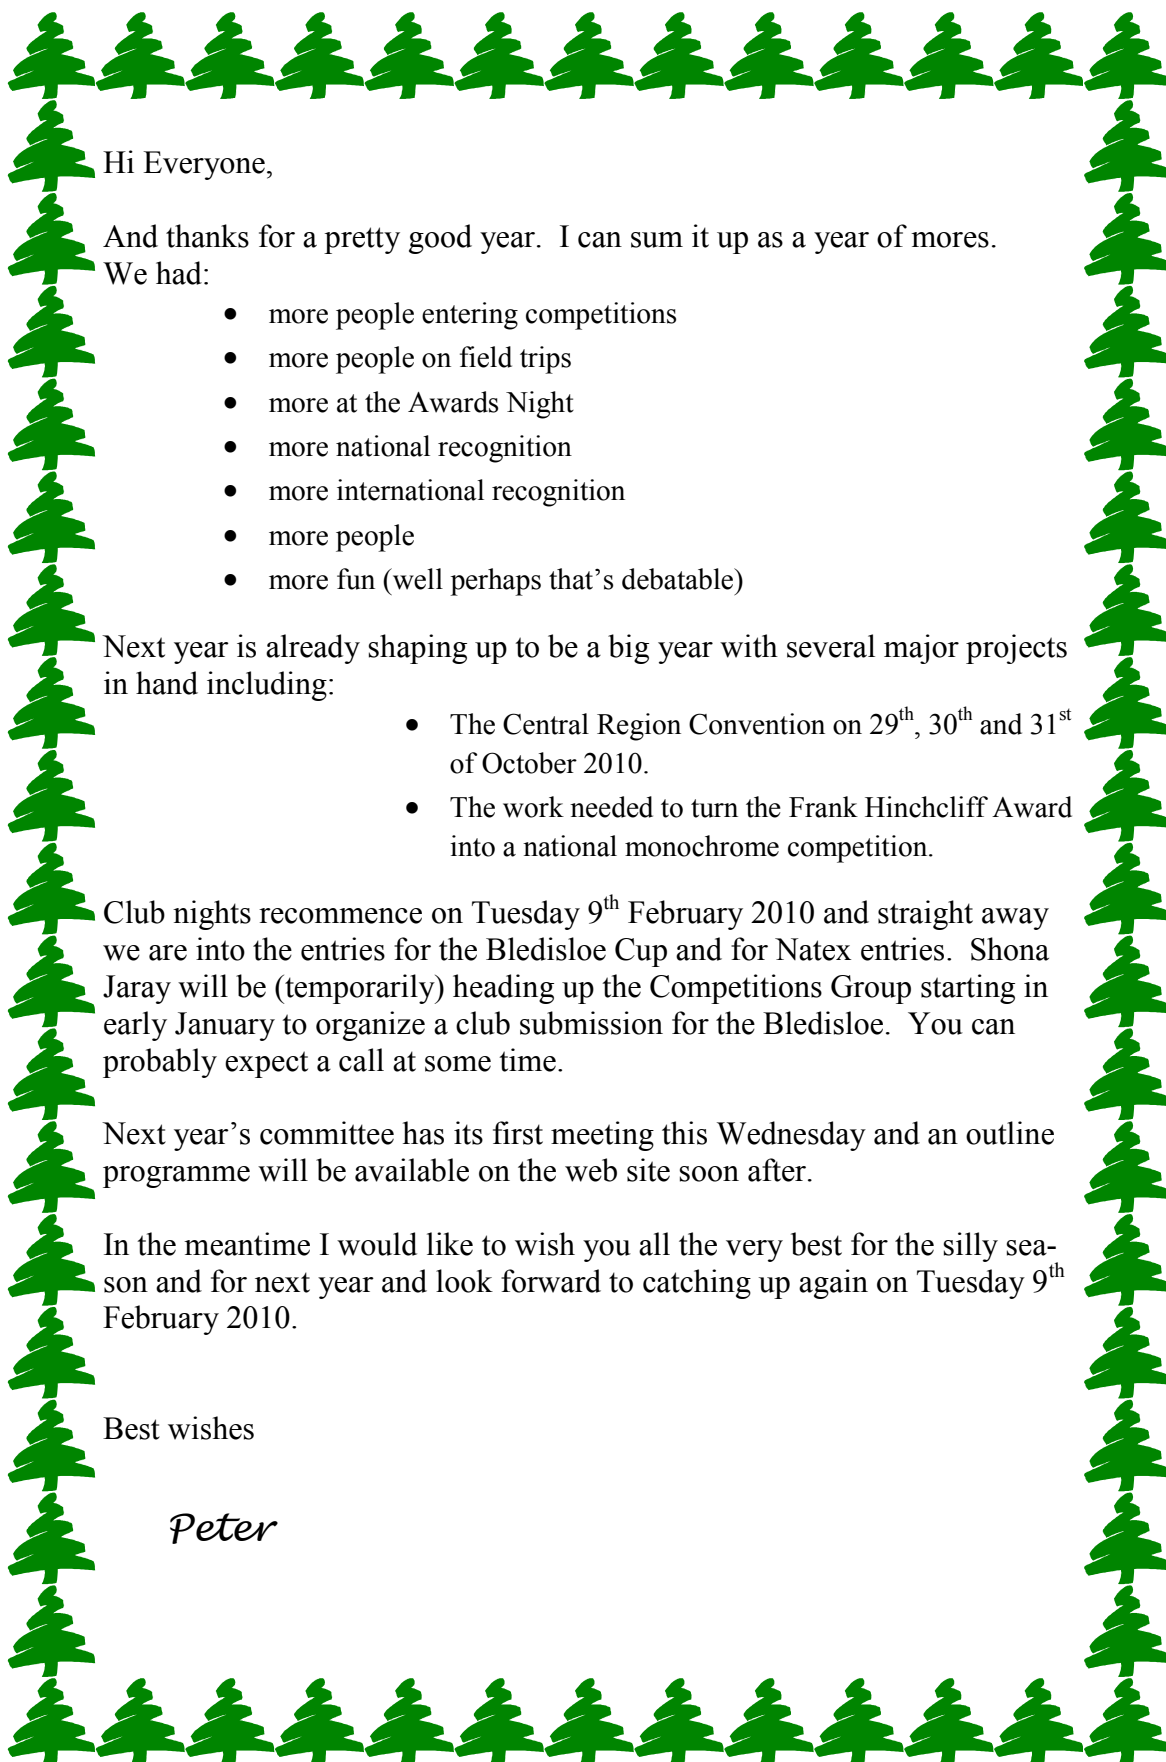 Hi Everyone,
And thanks for a pretty good year.  I can sum it up as a year of mores.
We had:
• more people entering competitions
• more people on field trips
• more at the Awards Night
• more national recognition
• more international recognition
• more people
• more fun (well perhaps that’s debatable)
Next year is already shaping up to be a big year with several major projects
in hand including:
• The Central Region Convention on 29th, 30th and 31st
of October 2010.
• The work needed to turn the Frank Hinchcliff Award
into a national monochrome competition.
Club nights recommence on Tuesday 9th February 2010 and straight away
we are into the entries for the Bledisloe Cup and for Natex entries.  Shona
Jaray will be (temporarily) heading up the Competitions Group starting in
early January to organize a club submission for the Bledisloe.  You can
probably expect a call at some time.
Next year’s committee has its first meeting this Wednesday and an outline
programme will be available on the web site soon after.
In the meantime I would like to wish you all the very best for the silly sea-
son and for next year and look forward to catching up again on Tuesday 9th
February 2010.
Best wishes
Peter